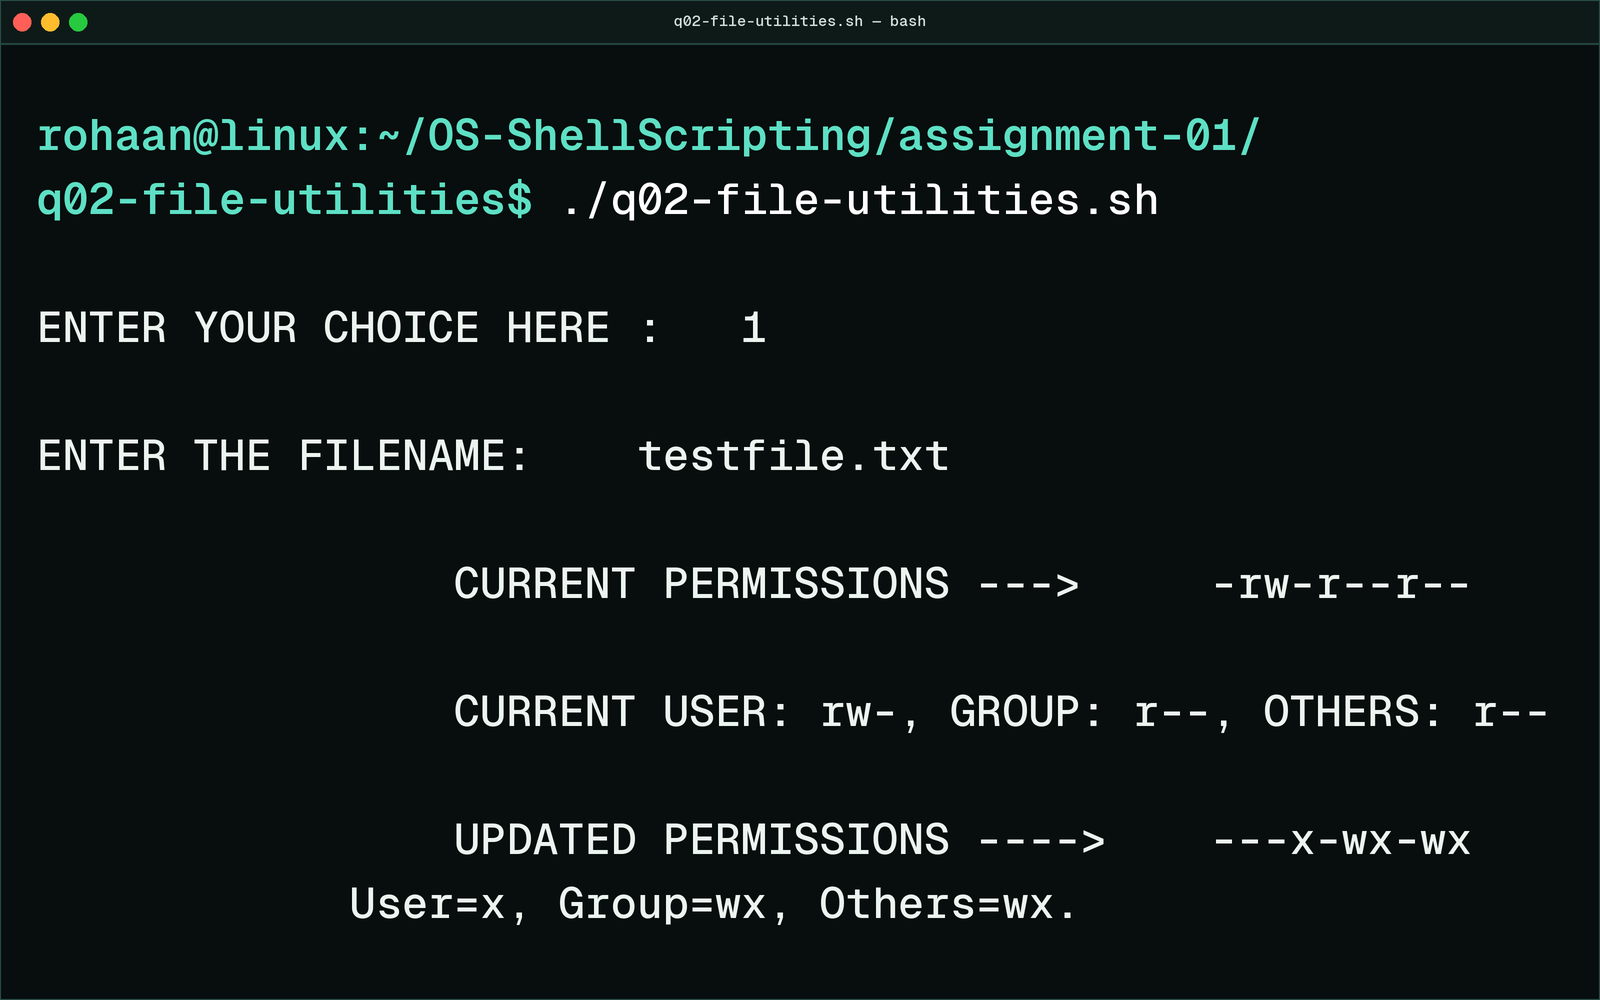 q02-file-utilities.sh — bash
rohaan@linux:~/OS-ShellScripting/assignment-01/
q02-file-utilities$ ./q02-file-utilities.sh
ENTER YOUR CHOICE HERE :   1
ENTER THE FILENAME:    testfile.txt
CURRENT PERMISSIONS --->     -rw-r--r--
CURRENT USER: rw-, GROUP: r--, OTHERS: r--
UPDATED PERMISSIONS ---->    ---x-wx-wx
User=x, Group=wx, Others=wx.